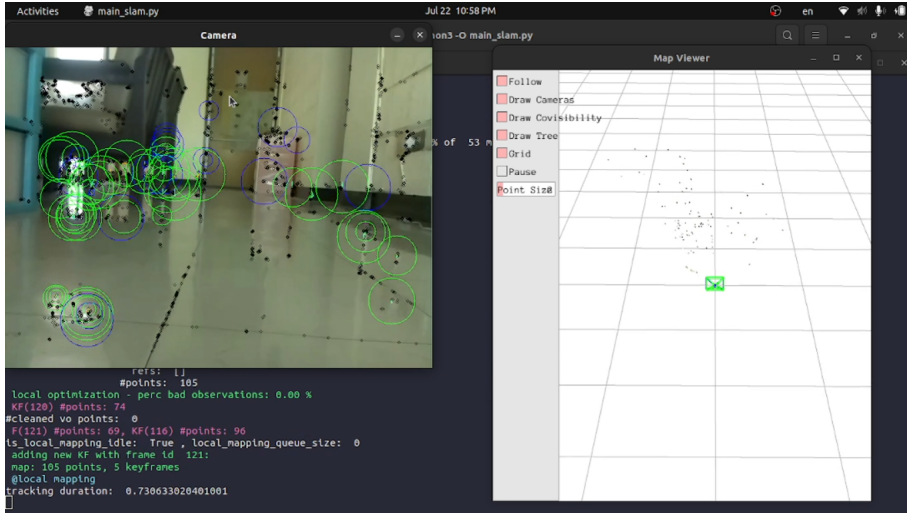 Activities main_slam.py Jul 22 10:58 PM en
Camera
hon3 -O main_slam.py
Map Viewer
Follow
Draw Cameras
Draw Covisibility
Draw Tree
Grid
Pause
% of 53 m
refs: []
#points: 105
local optimization - perc bad observations: 0.00 %
KF(120) #points: 74
#cleaned vo points: 0
F(121) #points: 69, KF(116) #points: 96
is_local_mapping_idle: True , local_mapping_queue_size: 0
adding new KF with frame id 121:
map: 105 points, 5 keyframes
@local mapping
tracking duration: 0.730633020401001